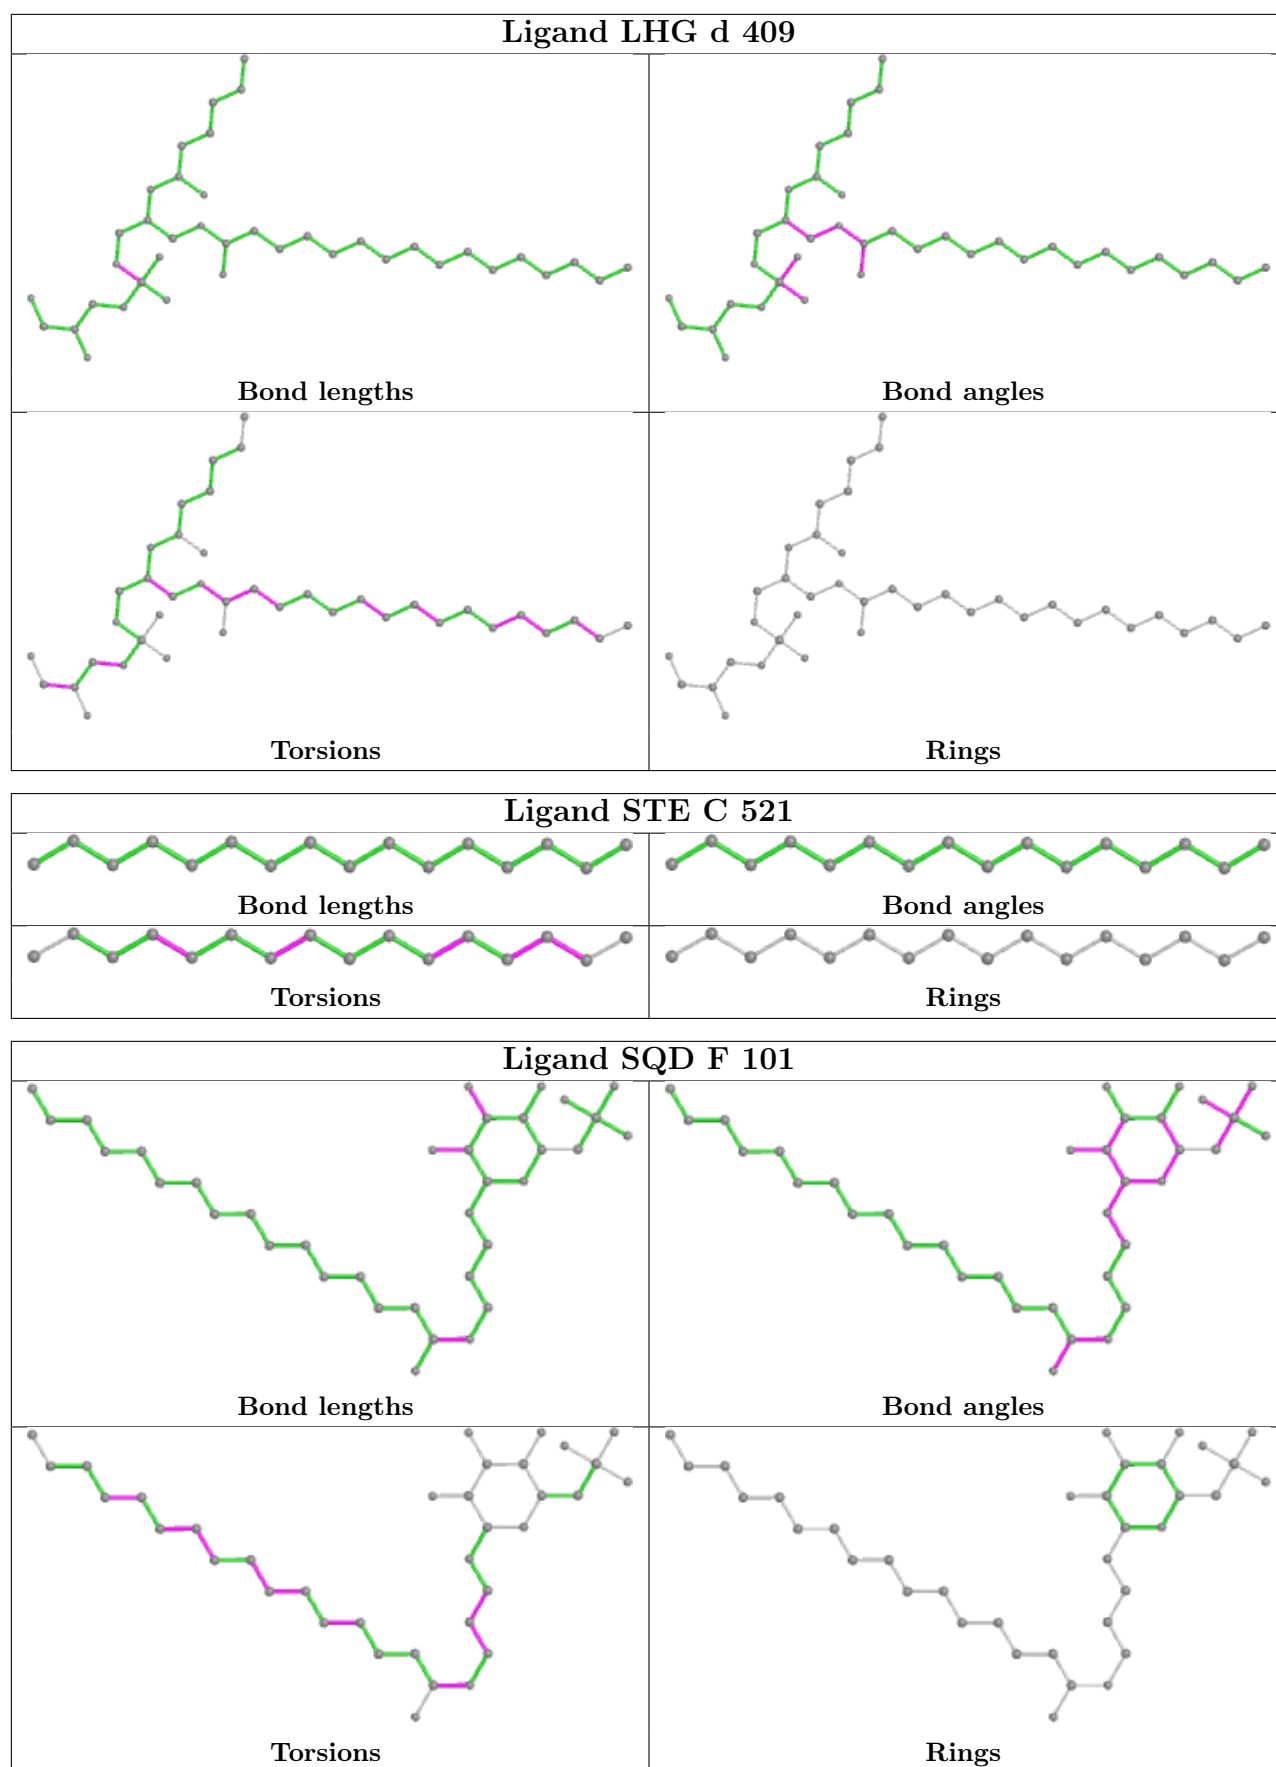 Ligand LHG d 409
Bond lengths
Bond angles
Torsions
Rings
Ligand STE C 521
Bond lengths
Bond angles
Torsions
Rings
Ligand SQD F 101
Bond lengths
Bond angles
Torsions
Rings